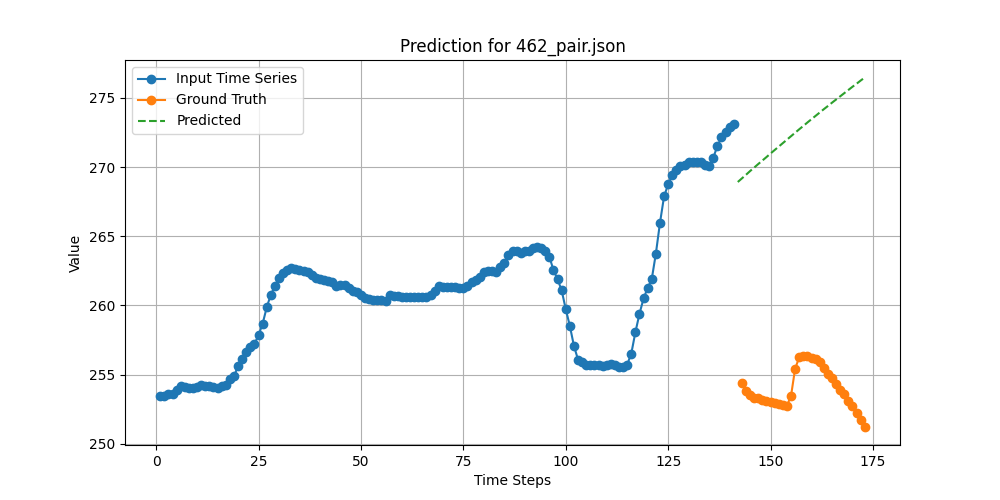 Prediction for 462_pair.json
Input Time Series
Ground Truth
Predicted
275
270
265
260
255
250
Value
0 25 50 75 100 125 150 175
Time Steps